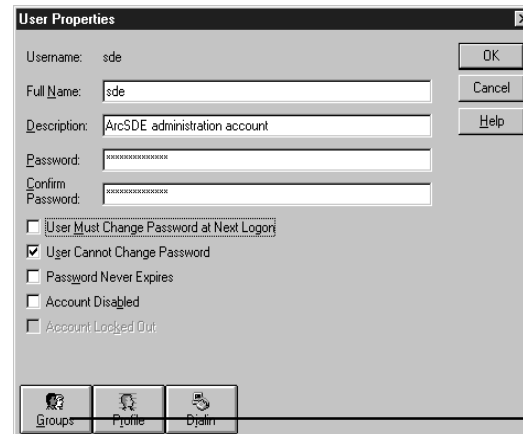 User Properties
Username: sde
OK
Full Name: sde
Cancel
Description: ArcSDE administration account
Help
Password: xxxxxxxxxxxxxx
Confirm Password: xxxxxxxxxxxxxx
User Must Change Password at Next Logon
User Cannot Change Password
Password Never Expires
Account Disabled
Account Locked Out
Groups Profile Dialin